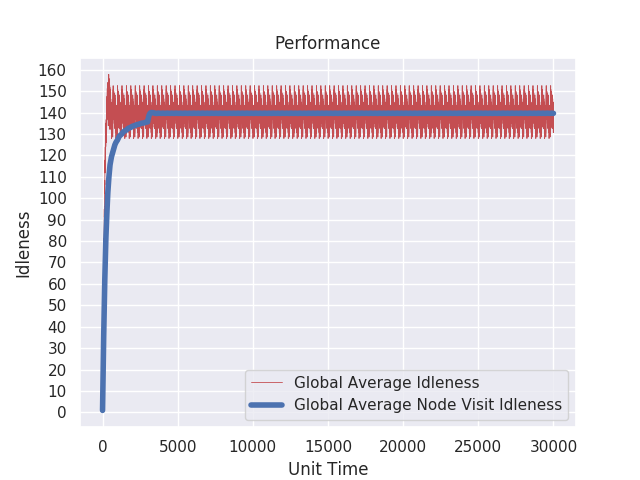 Performance
160
150
140
130
120
110
100
90
80
70
60
50
40
30
20
10
0
Idleness
Global Average Idleness
Global Average Node Visit Idleness
0 5000 10000 15000 20000 25000 30000
Unit Time